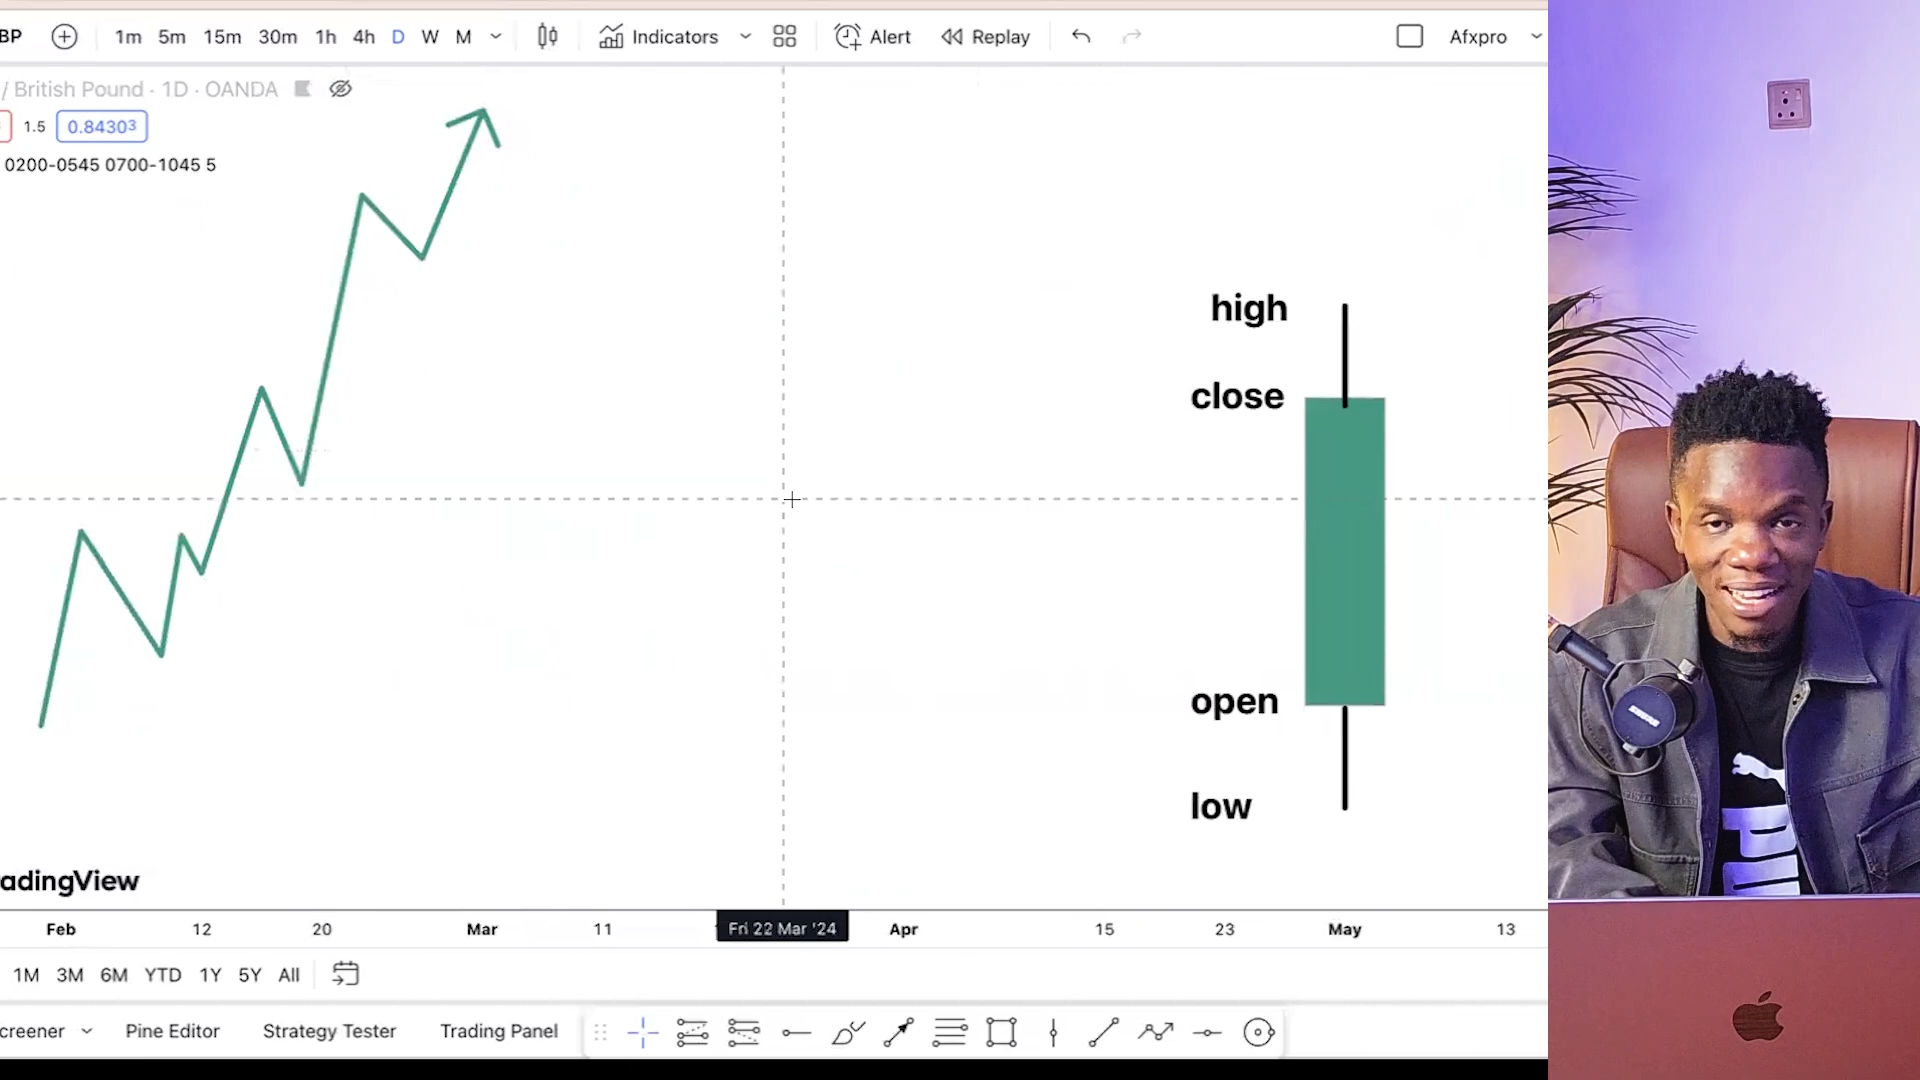 BP 1m 5m 15m 30m 1h 4h D W M Indicators Alert Replay Afxpro
/ British Pound · 1D · OANDA
1.5 0.84303
0200-0545 0700-1045 5
high
close
open
low
adingView
Feb 12 20 Mar 11 Fri 22 Mar '24 Apr 15 23 May 13
1M 3M 6M YTD 1Y 5Y All
creener Pine Editor Strategy Tester Trading Panel
SHURE